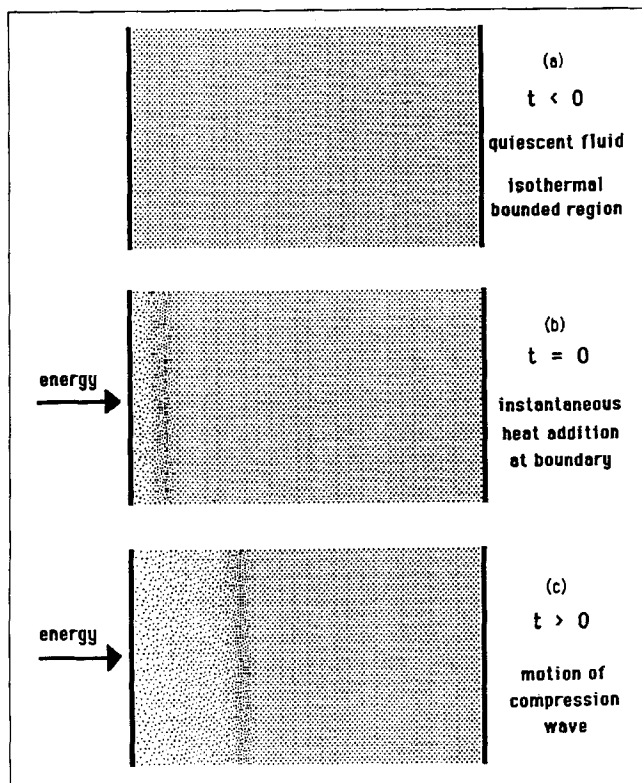 (a)
t < 0
quiescent fluid
isothermal
bounded region
(b)
t = 0
energy
instantaneous
heat addition
at boundary
(c)
t > 0
energy
motion of
compression
wave